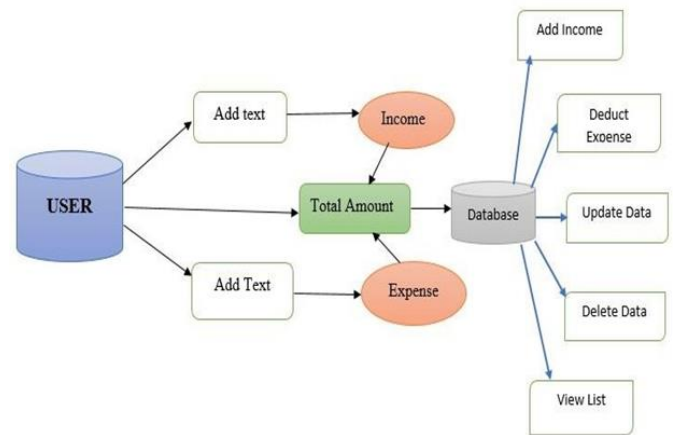 Add Income
Add text
Income
Deduct
Expense
USER
Total Amount
Database
Update Data
Add Text
Expense
Delete Data
View List